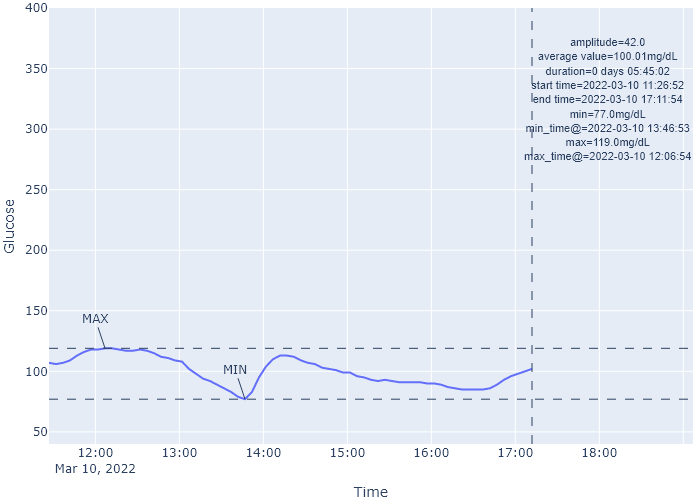 400
amplitude=42.0
average value=100.01mg/dL
350
duration=0 days 05:45:02
start time=2022-03-10 11:26:52
end time=2022-03-10 17:11:54
min=77.0mg/dL
300
min_time@=2022-03-10 13:46:53
max=119.0mg/dL
max_time@=2022-03-10 12:06:54
250
Glucose
200
150
MAX
MIN
100
50
12:00 13:00 14:00 15:00 16:00 17:00 18:00
Mar 10, 2022
Time